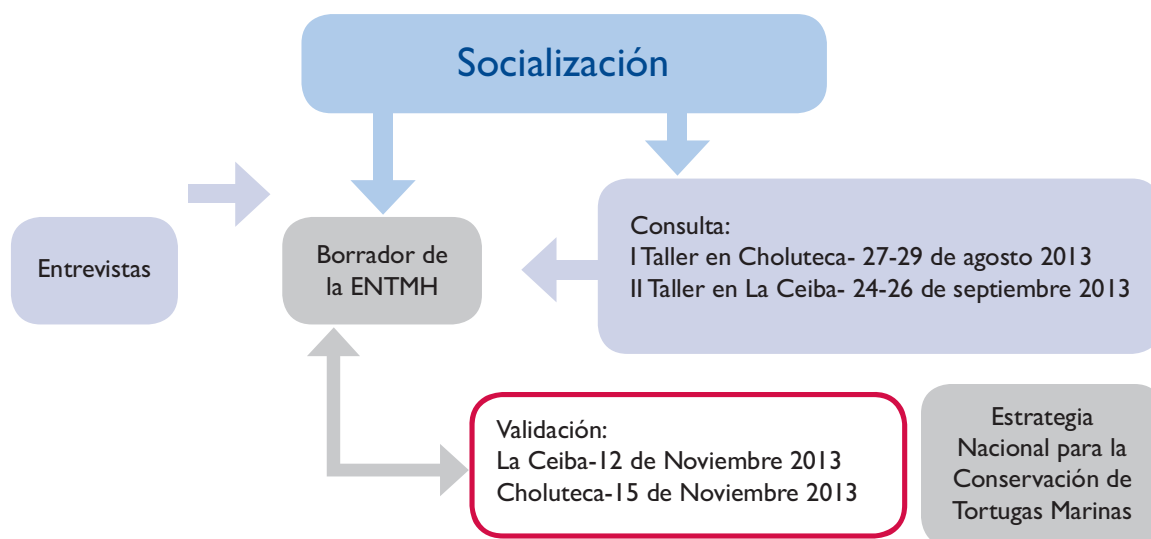 Socialización
Entrevistas
Borrador de
la ENTMH
Consulta:
I Taller en Choluteca- 27-29 de agosto 2013
II Taller en La Ceiba- 24-26 de septiembre 2013
Validación:
La Ceiba-12 de Noviembre 2013
Choluteca-15 de Noviembre 2013
Estrategia
Nacional para la
Conservación de
Tortugas Marinas